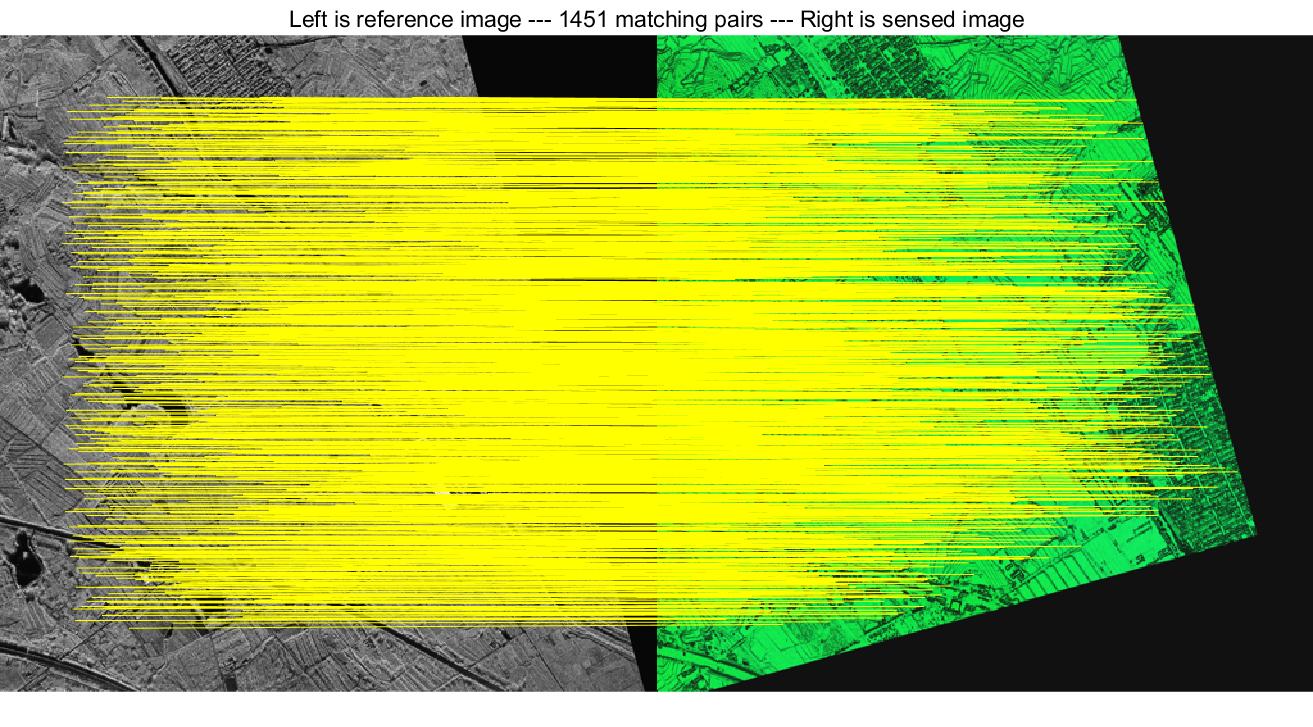 Left is reference image --- 1451 matching pairs --- Right is sensed image